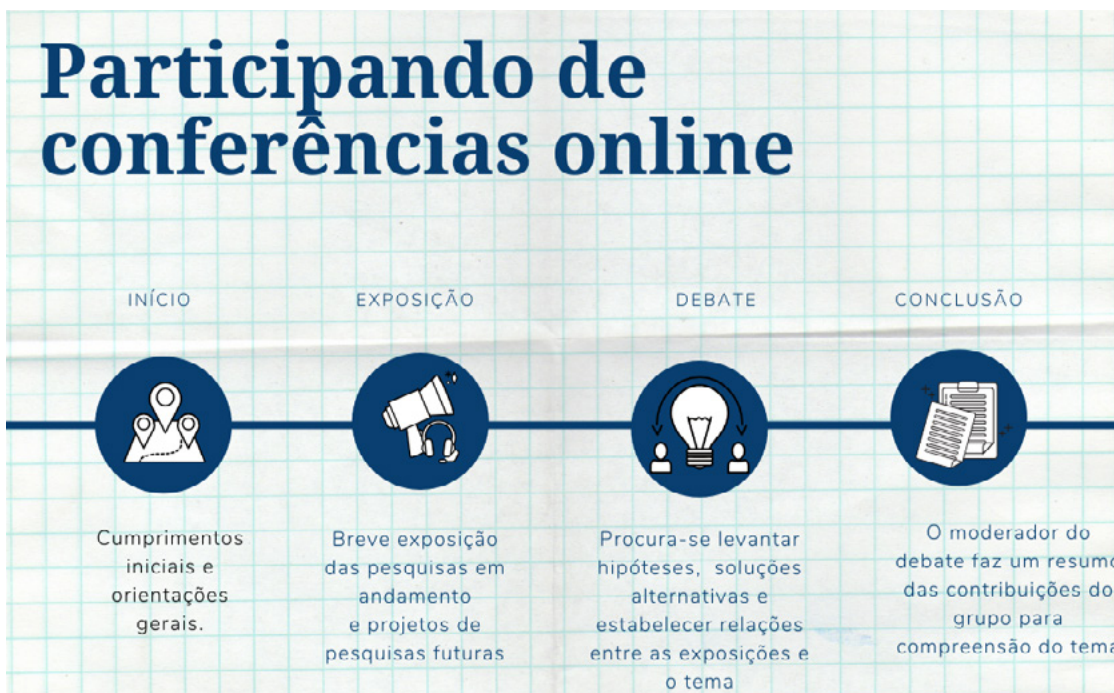 Participando de
conferências online
INÍCIO
Cumprimentos
iniciais e
orientações
gerais.
EXPOSIÇÃO
Breve exposição
das pesquisas em
andamento
e projetos de
pesquisas futuras
DEBATE
Procura-se levantar
hipóteses, soluções
alternativas e
estabelecer relações
entre as exposições e
o tema
CONCLUSÃO
O moderador do
debate faz um resumo
das contribuições do
grupo para
compreensão do tema